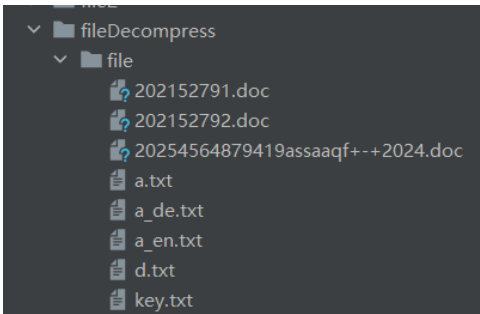 fileDecompress
file
202152791.doc
202152792.doc
20254564879419assaaqf+-+2024.doc
a.txt
a_de.txt
a_en.txt
d.txt
key.txt